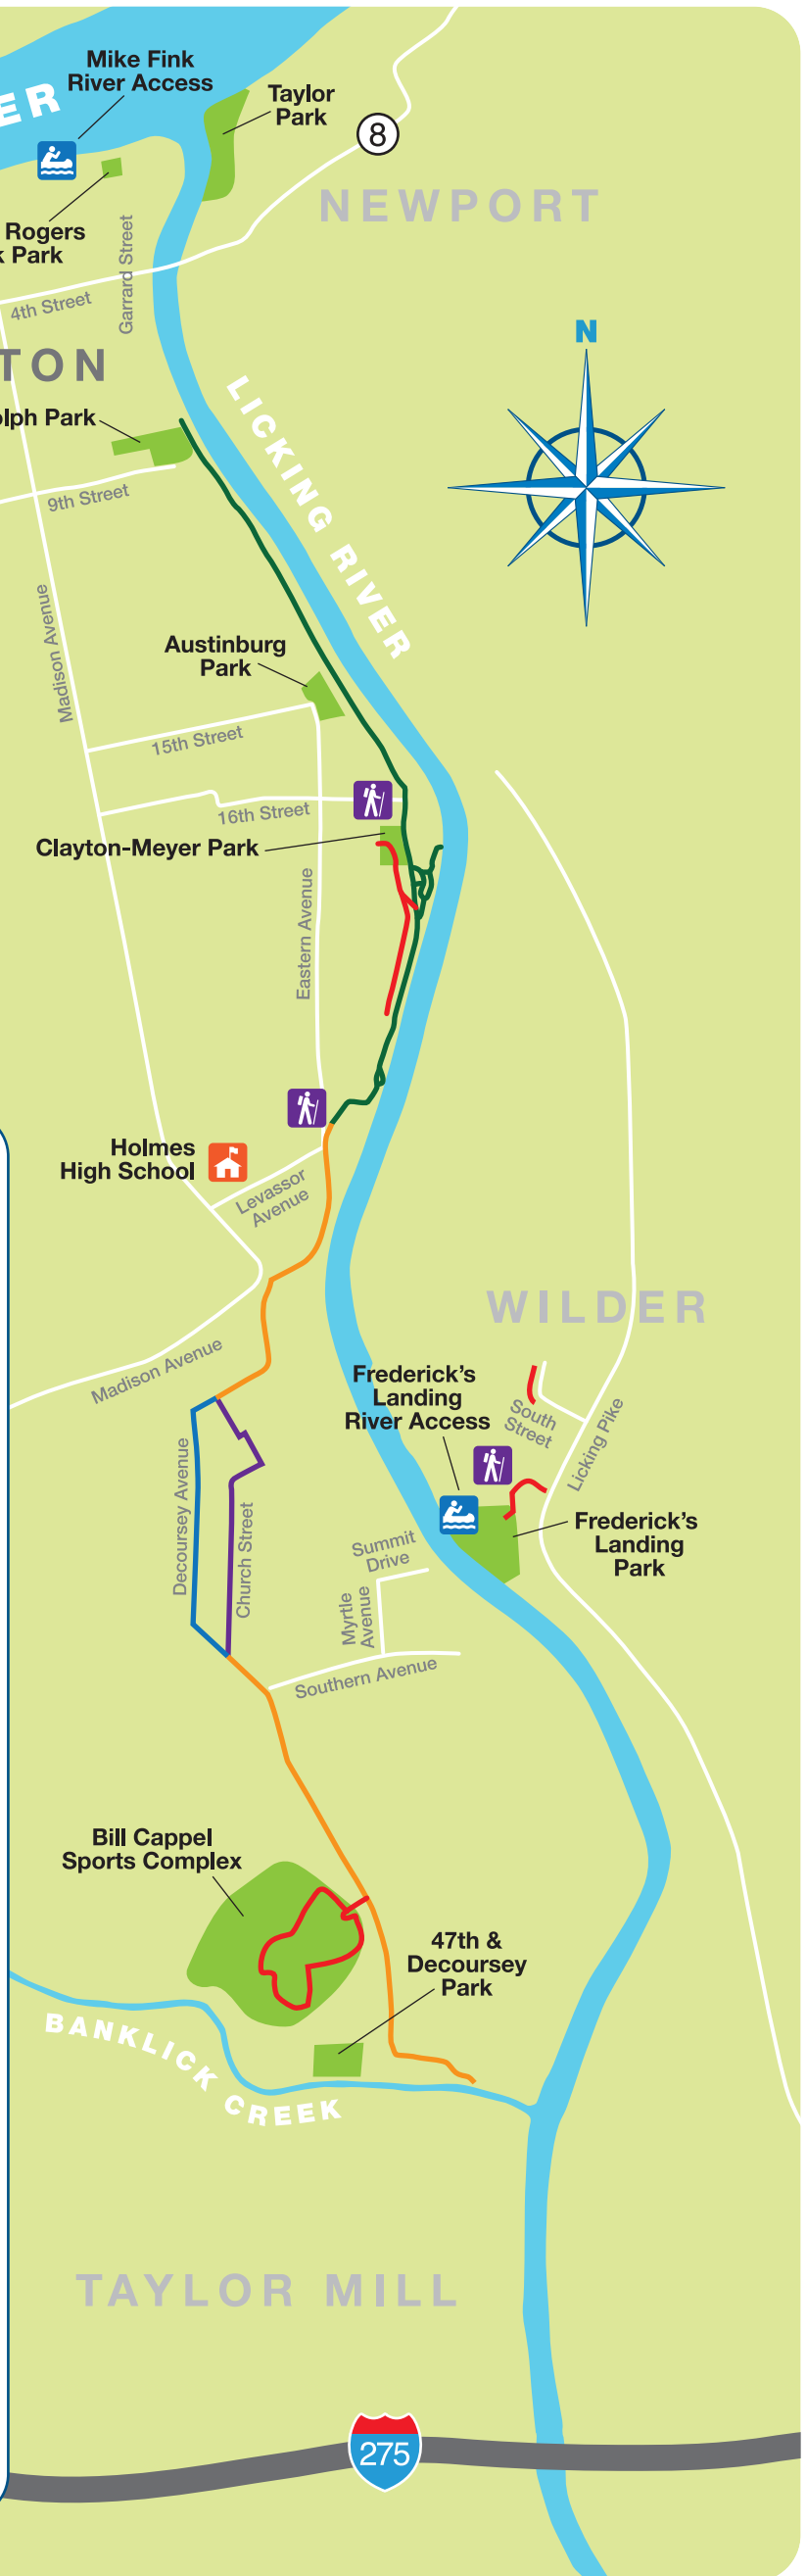 Mike Fink
River Access
ER
Taylor
Park
8
NEWPORT
Rogers
k Park
Garrard Street
4th Street
N
TON
LICKING RIVER
olph Park
9th Street
Madison Avenue
Austinburg
Park
15th Street
16th Street
Clayton-Meyer Park
Eastern Avenue
Holmes
High School
Levassor
Avenue
WILDER
Madison Avenue
Frederick's
Landing
River Access
South
Street
Licking Pike
Decoursey Avenue
Church Street
Frederick's
Landing
Park
Summit
Drive
Myrtle
Avenue
Southern Avenue
Bill Cappel
Sports Complex
47th &
Decoursey
Park
BANKLICK CREEK
TAYLOR MILL
275